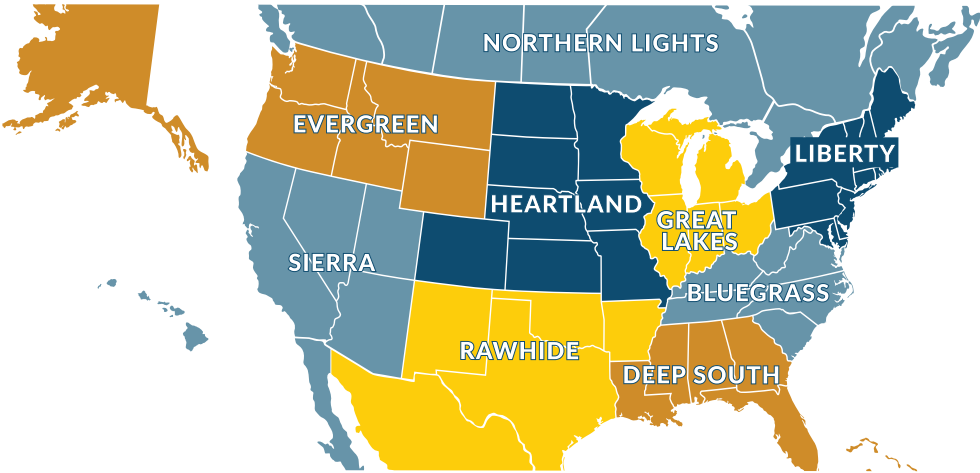 NORTHERN LIGHTS
EVERGREEN
LIBERTY
HEARTLAND
GREAT
LAKES
SIERRA
BLUEGRASS
RAWHIDE
DEEP SOUTH